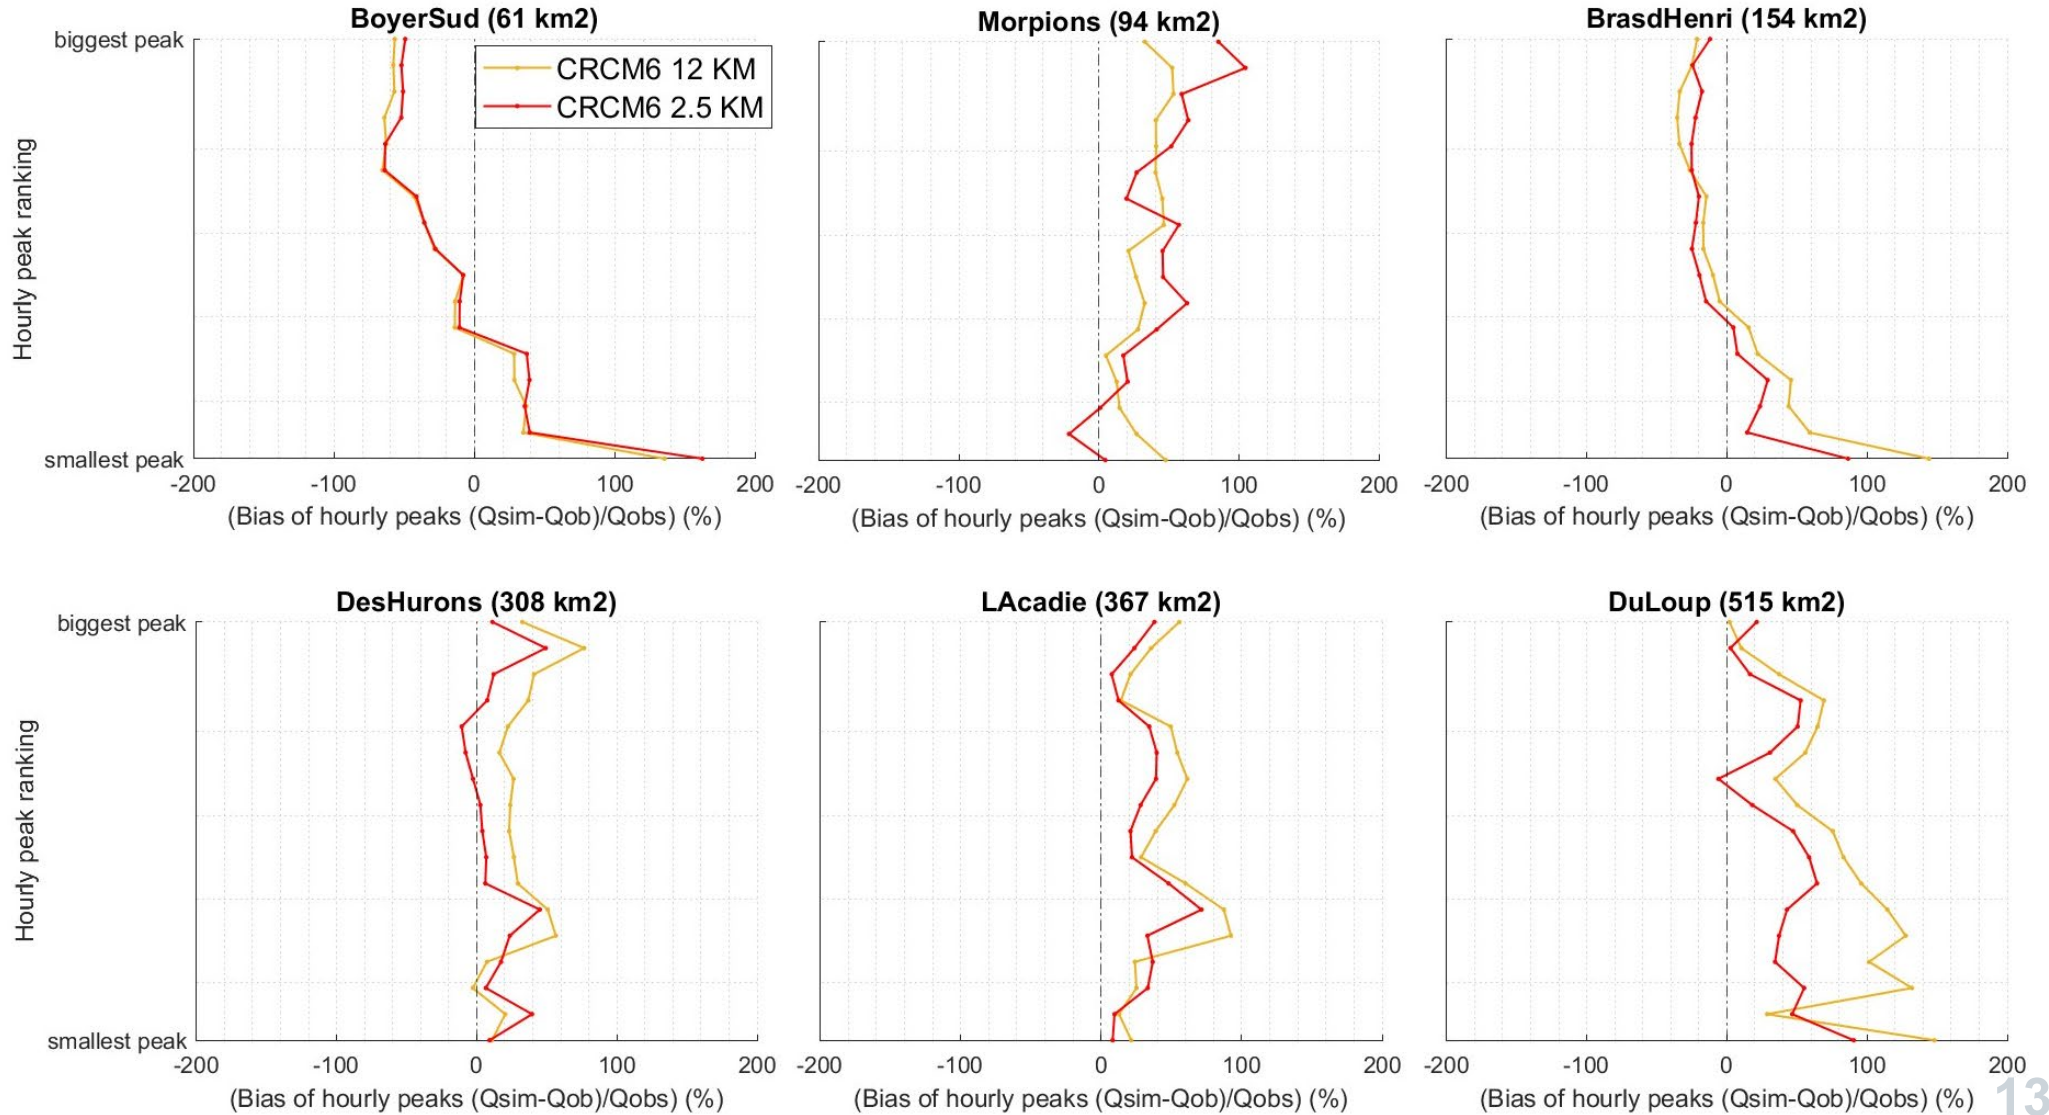 BoyerSud (61 km2)
Morpions (94 km2)
BrasdHenri (154 km2)
biggest peak
CRCM6 12 KM
CRCM6 2.5 KM
Hourly peak ranking
smallest peak
-200 -100 0 100 200
-200 -100 0 100 200
-200 -100 0 100 200
(Bias of hourly peaks (Qsim-Qob)/Qobs) (%)
(Bias of hourly peaks (Qsim-Qob)/Qobs) (%)
(Bias of hourly peaks (Qsim-Qob)/Qobs) (%)
DesHurons (308 km2)
LAcadie (367 km2)
DuLoup (515 km2)
biggest peak
Hourly peak ranking
smallest peak
-200 -100 0 100 200
-200 -100 0 100 200
-200 -100 0 100 200
(Bias of hourly peaks (Qsim-Qob)/Qobs) (%)
(Bias of hourly peaks (Qsim-Qob)/Qobs) (%)
(Bias of hourly peaks (Qsim-Qob)/Qobs) (%)
13